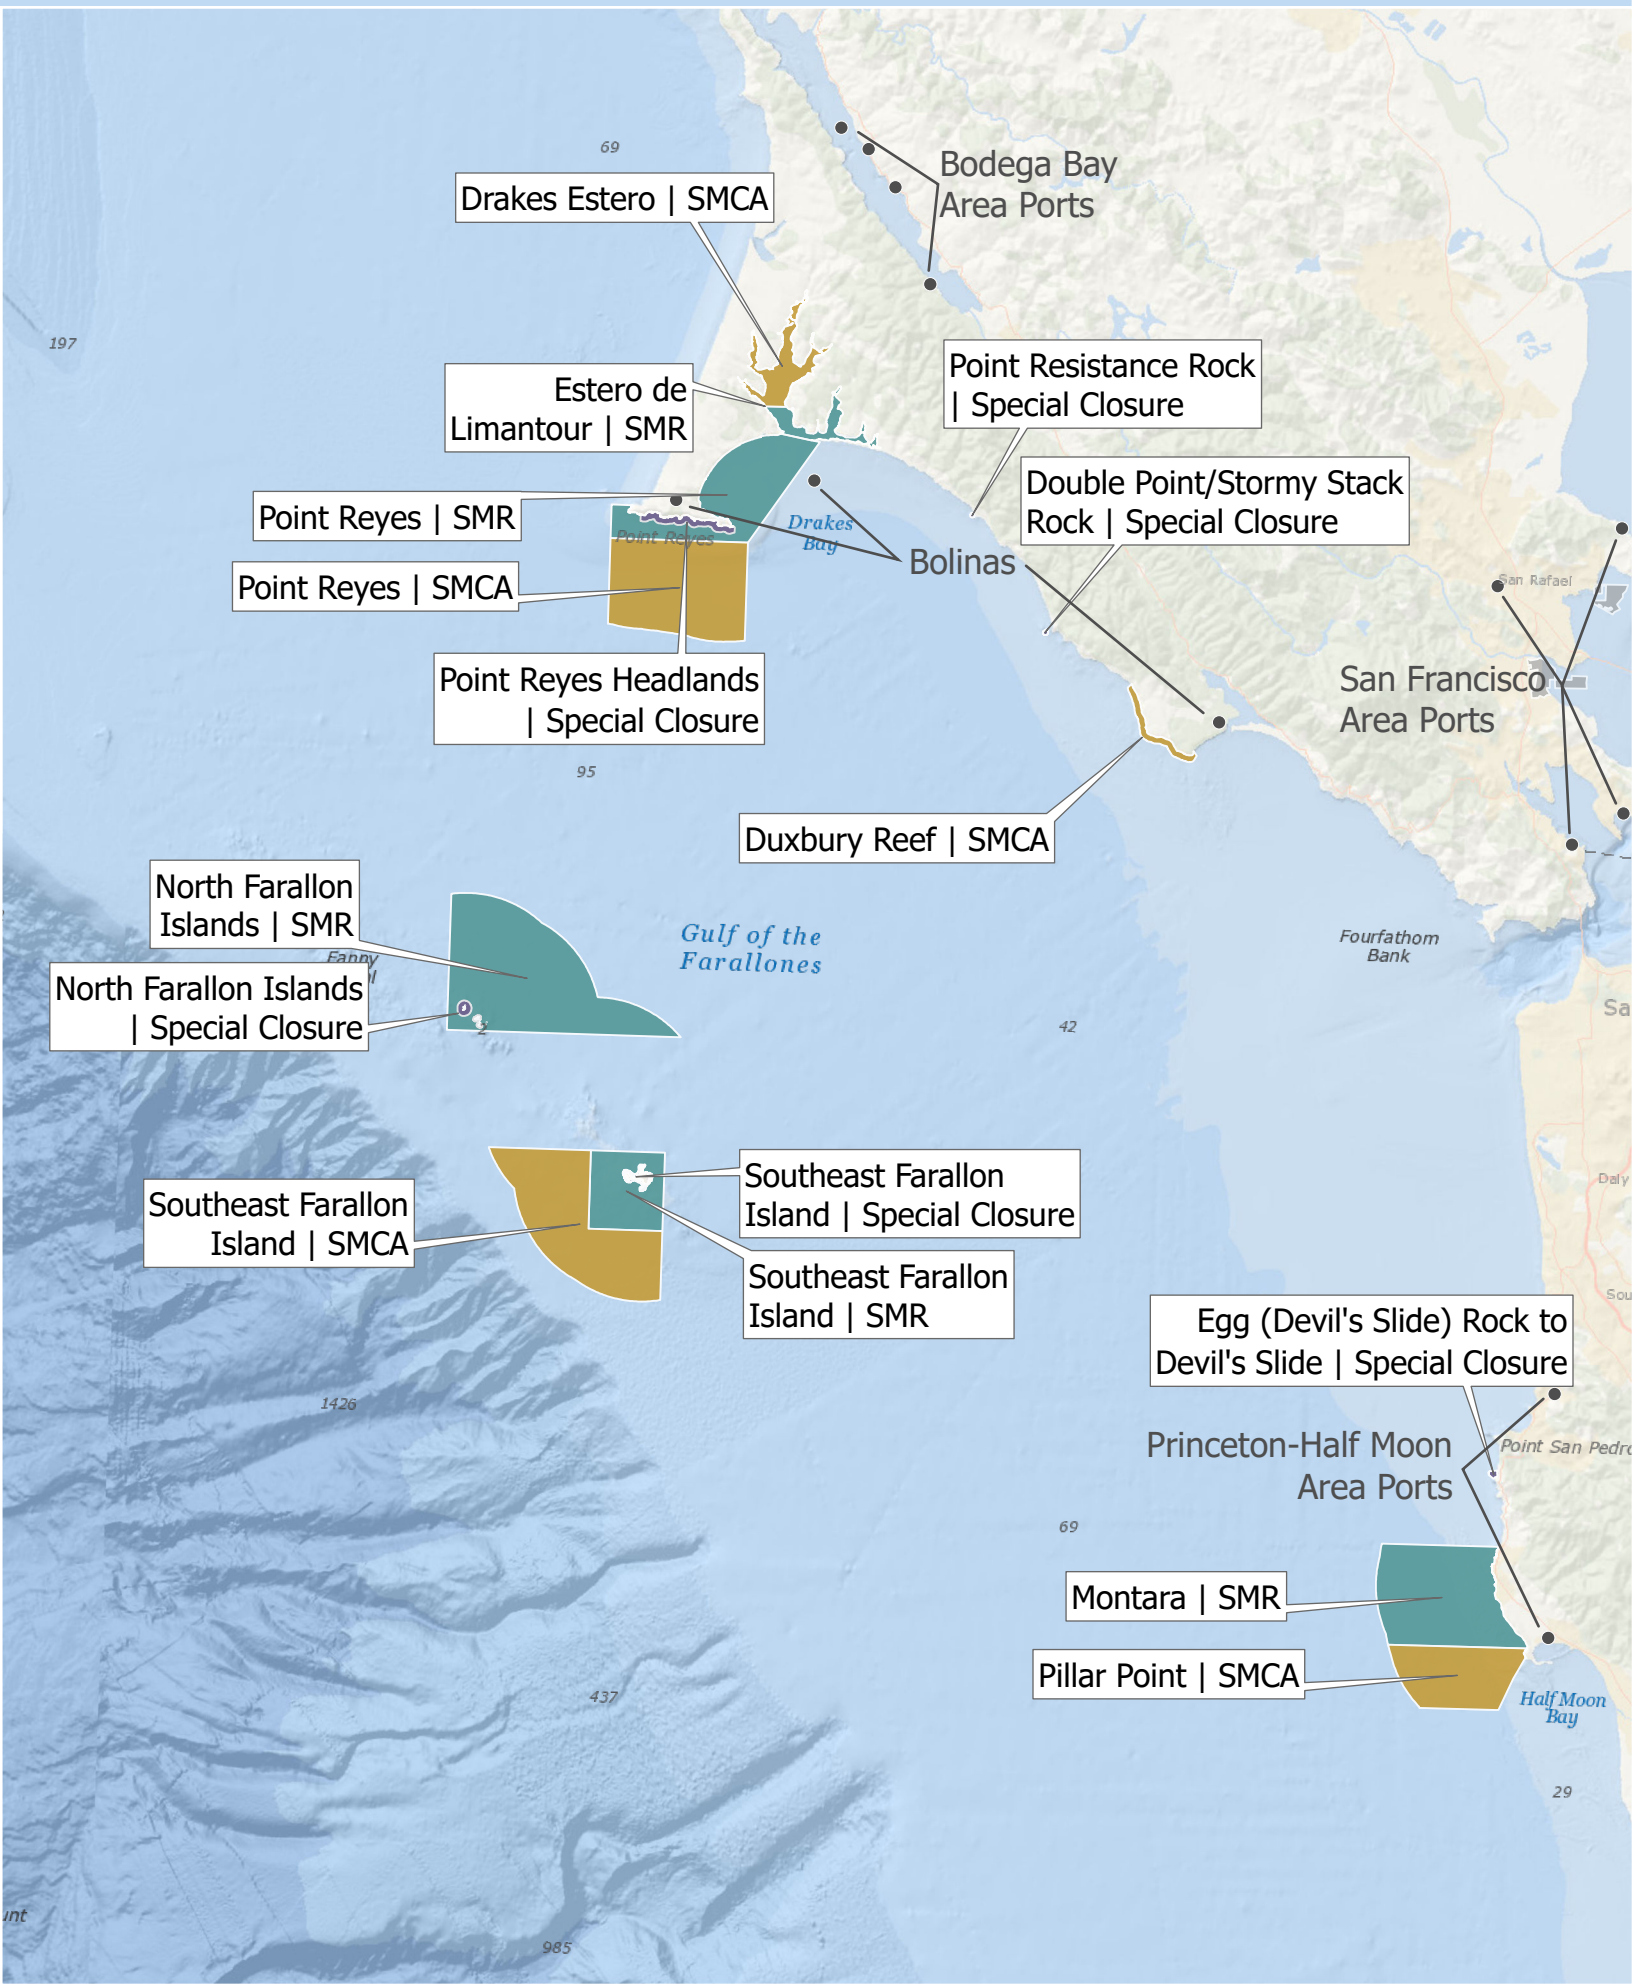 69
Bodega Bay
Area Ports
Drakes Estero | SMCA
197
Point Resistance Rock
| Special Closure
Estero de
Limantour | SMR
Double Point/Stormy Stack
Rock | Special Closure
Point Reyes | SMR
Drakes
Bay
Point Reyes
Bolinas
Point Reyes | SMCA
San Rafael
Point Reyes Headlands
| Special Closure
San Francisco
Area Ports
95
Duxbury Reef | SMCA
North Farallon
Islands | SMR
Gulf of the
Farallones
Fourfathom
Bank
Fanny
North Farallon Islands
| Special Closure
2
42
Sa
Southeast Farallon
Island | Special Closure
Daly
Southeast Farallon
Island | SMCA
Southeast Farallon
Island | SMR
Sou
Egg (Devil's Slide) Rock to
Devil's Slide | Special Closure
1426
Princeton-Half Moon
Area Ports
Point San Pedro
69
Montara | SMR
Pillar Point | SMCA
437
Half Moon
Bay
29
unt
985